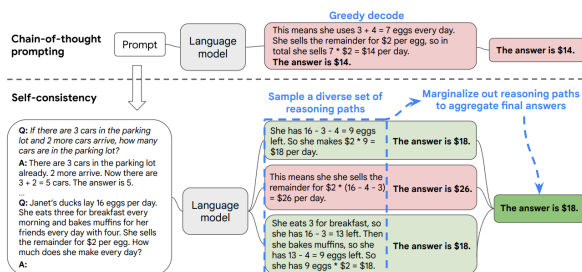 Greedy decode
Chain-of-thought
prompting
Prompt
Language
model
This means she uses 3 + 4 = 7 eggs every day.
She sells the remainder for $2 per egg, so in
total she sells 7 * $2 = $14 per day.
The answer is $14.
The answer is $14.
Self-consistency
Sample a diverse set of
reasoning paths
Marginalize out reasoning paths
to aggregate final answers
Q: If there are 3 cars in the parking
lot and 2 more cars arrive, how many
cars are in the parking lot?
A: There are 3 cars in the parking lot
already. 2 more arrive. Now there are
3 + 2 = 5 cars. The answer is 5.
...
Q: Janet's ducks lay 16 eggs per day.
She eats three for breakfast every
morning and bakes muffins for her
friends every day with four. She sells
the remainder for $2 per egg. How
much does she make every day?
A:
Language
model
She has 16 - 3 - 4 = 9 eggs
left. So she makes $2 * 9 =
$18 per day.
The answer is $18.
This means she she sells the
remainder for $2 * (16 - 4 - 3)
= $26 per day.
The answer is $26.
She eats 3 for breakfast, so
she has 16 - 3 = 13 left. Then
she bakes muffins, so she
has 13 - 4 = 9 eggs left. So
she has 9 eggs * $2 = $18.
The answer is $18.
The answer is $18.